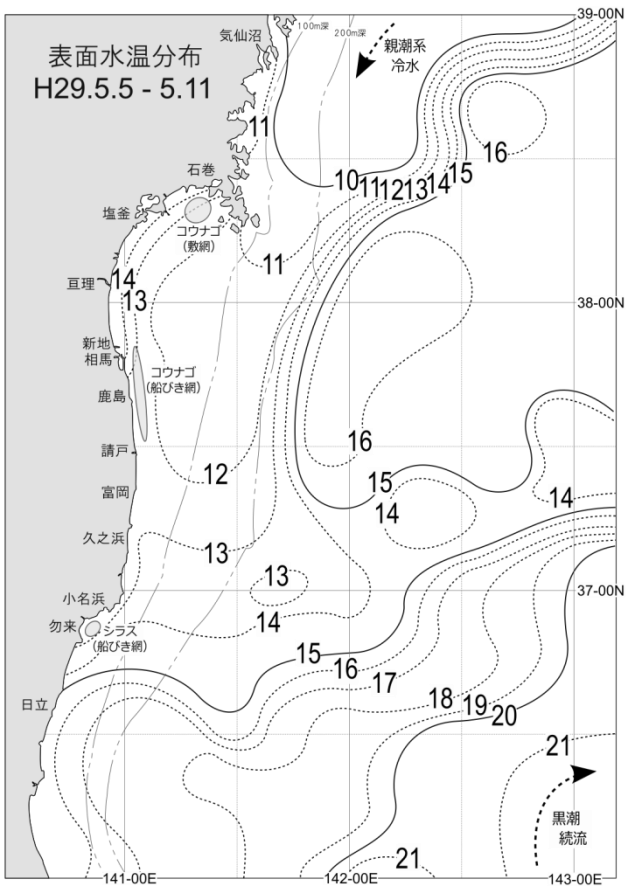 表面水温分布
H29.5.5 - 5.11
気仙沼
100m深
200m深
親潮系
冷水
39-00N
11
石巻
16
10
11
12
13
14
15
塩釜
コウナゴ
(敷網)
11
亘理
14
13
38-00N
新地
相馬
コウナゴ
(船びき網)
鹿島
16
請戸
12
15
富岡
14
14
久之浜
13
13
37-00N
小名浜
14
勿来
シラス
(船びき網)
15
16
17
日立
18
19
20
21
黒潮
続流
21
141-00E
142-00E
143-00E